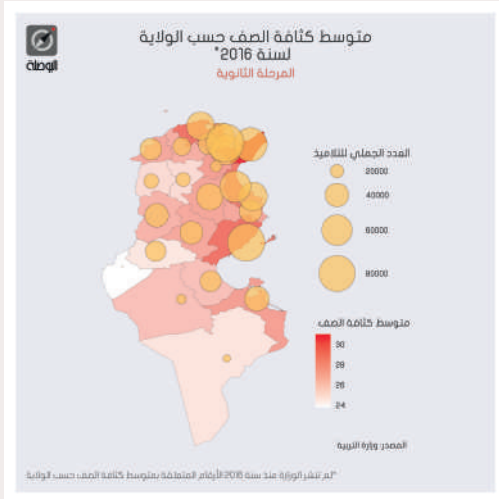 البوصلة
متوسط كثافة الصف حسب الولاية
لسنة 2016*
المرحلة الثانوية
العدد الجملي للتلاميذ
20000
40000
60000
80000
متوسط كثافة الصف
30
28
26
24
المصدر: وزارة التربية
*لم تنشر الوزارة منذ سنة 2016 الأرقام المتعلقة بمتوسط كثافة الصف حسب الولاية